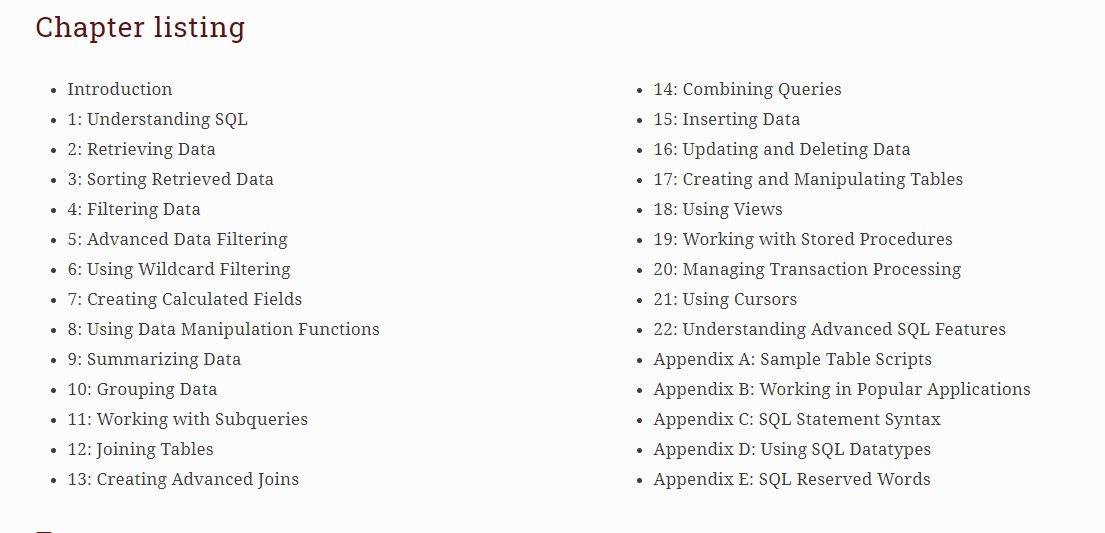 Chapter listing
Introduction
1: Understanding SQL
2: Retrieving Data
3: Sorting Retrieved Data
4: Filtering Data
5: Advanced Data Filtering
6: Using Wildcard Filtering
7: Creating Calculated Fields
8: Using Data Manipulation Functions
9: Summarizing Data
10: Grouping Data
11: Working with Subqueries
12: Joining Tables
13: Creating Advanced Joins
14: Combining Queries
15: Inserting Data
16: Updating and Deleting Data
17: Creating and Manipulating Tables
18: Using Views
19: Working with Stored Procedures
20: Managing Transaction Processing
21: Using Cursors
22: Understanding Advanced SQL Features
Appendix A: Sample Table Scripts
Appendix B: Working in Popular Applications
Appendix C: SQL Statement Syntax
Appendix D: Using SQL Datatypes
Appendix E: SQL Reserved Words